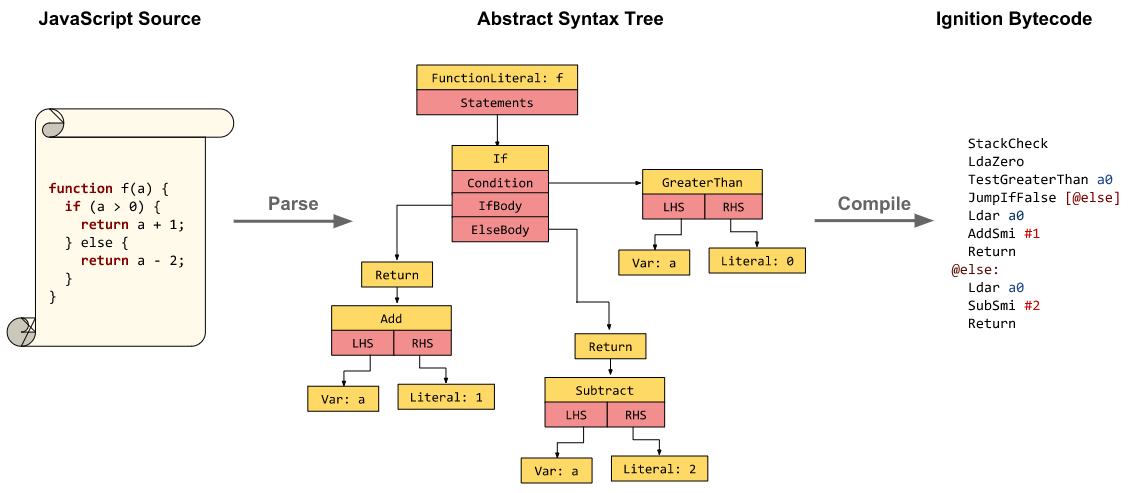 JavaScript Source
Abstract Syntax Tree
Ignition Bytecode
function f(a) {
if (a > 0) {
return a + 1;
} else {
return a - 2;
}
}
Parse
FunctionLiteral: f
Statements
If
Condition
IfBody
ElseBody
GreaterThan
LHS RHS
Var: a
Literal: 0
Return
Add
LHS RHS
Var: a
Literal: 1
Return
Subtract
LHS RHS
Var: a
Literal: 2
Compile
StackCheck
LdaZero
TestGreaterThan a0
JumpIfFalse [@else]
Ldar a0
AddSmi #1
Return
@else:
Ldar a0
SubSmi #2
Return